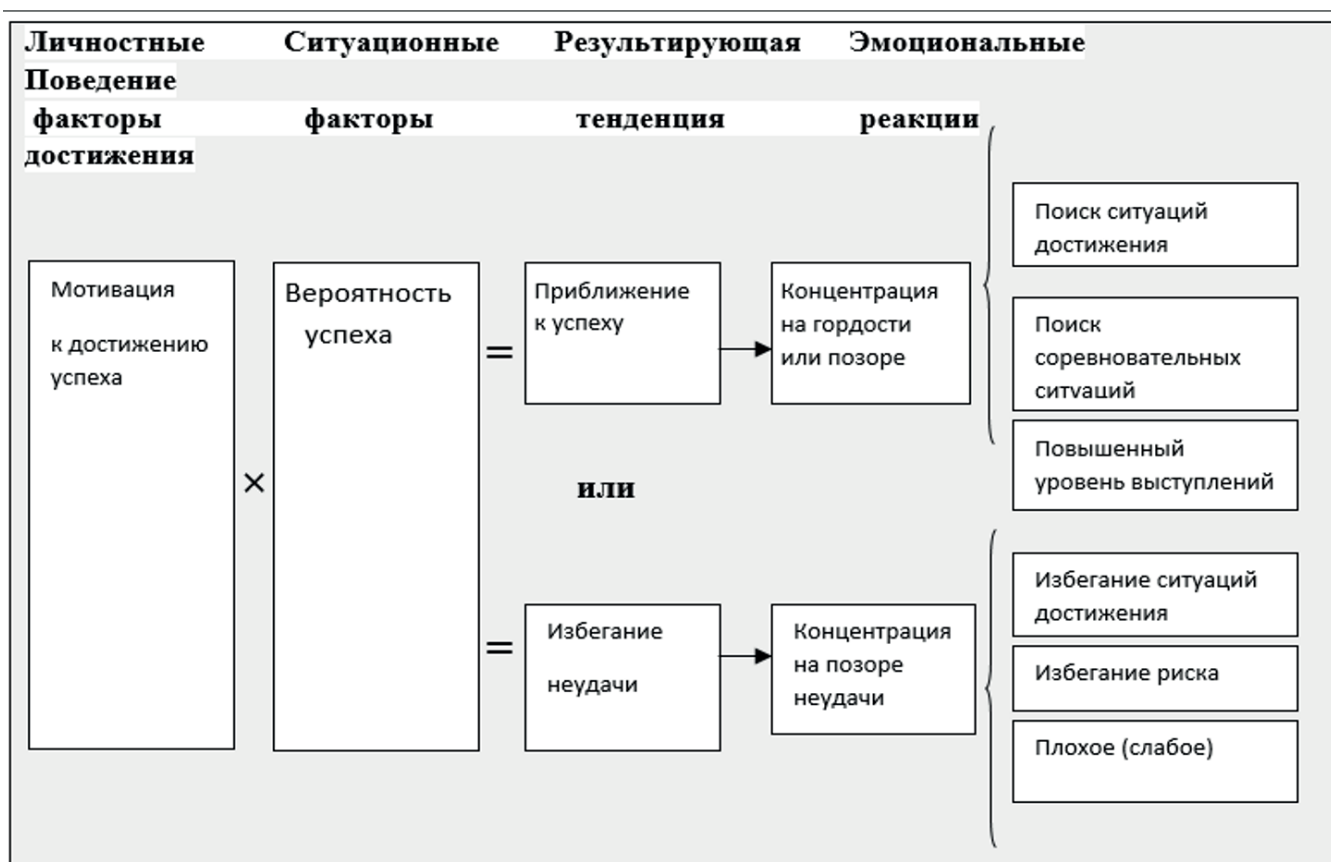 Личностные Ситуационные Результирующая Эмоциональные
Поведение
факторы факторы тенденция реакции
достижения
Мотивация
к достижению
успеха
×
Вероятность
успеха
=
Приближение
к успеху
Концентрация
на гордости
или позоре
Поиск ситуаций
достижения
Поиск
соревновательных
ситуаций
Повышенный
уровень выступлений
или
=
Избегание
неудачи
Концентрация
на позоре
неудачи
Избегание ситуаций
достижения
Избегание риска
Плохое (слабое)